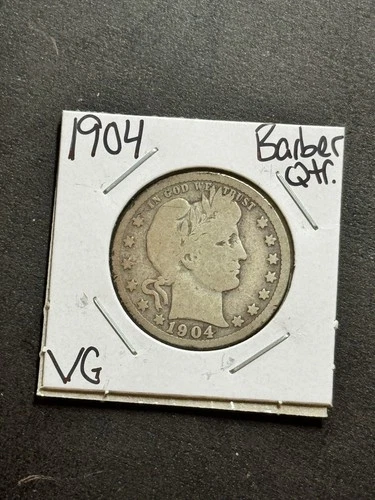 1904
Barber
Qtr.
IN GOD WE TRUST
1904
VG